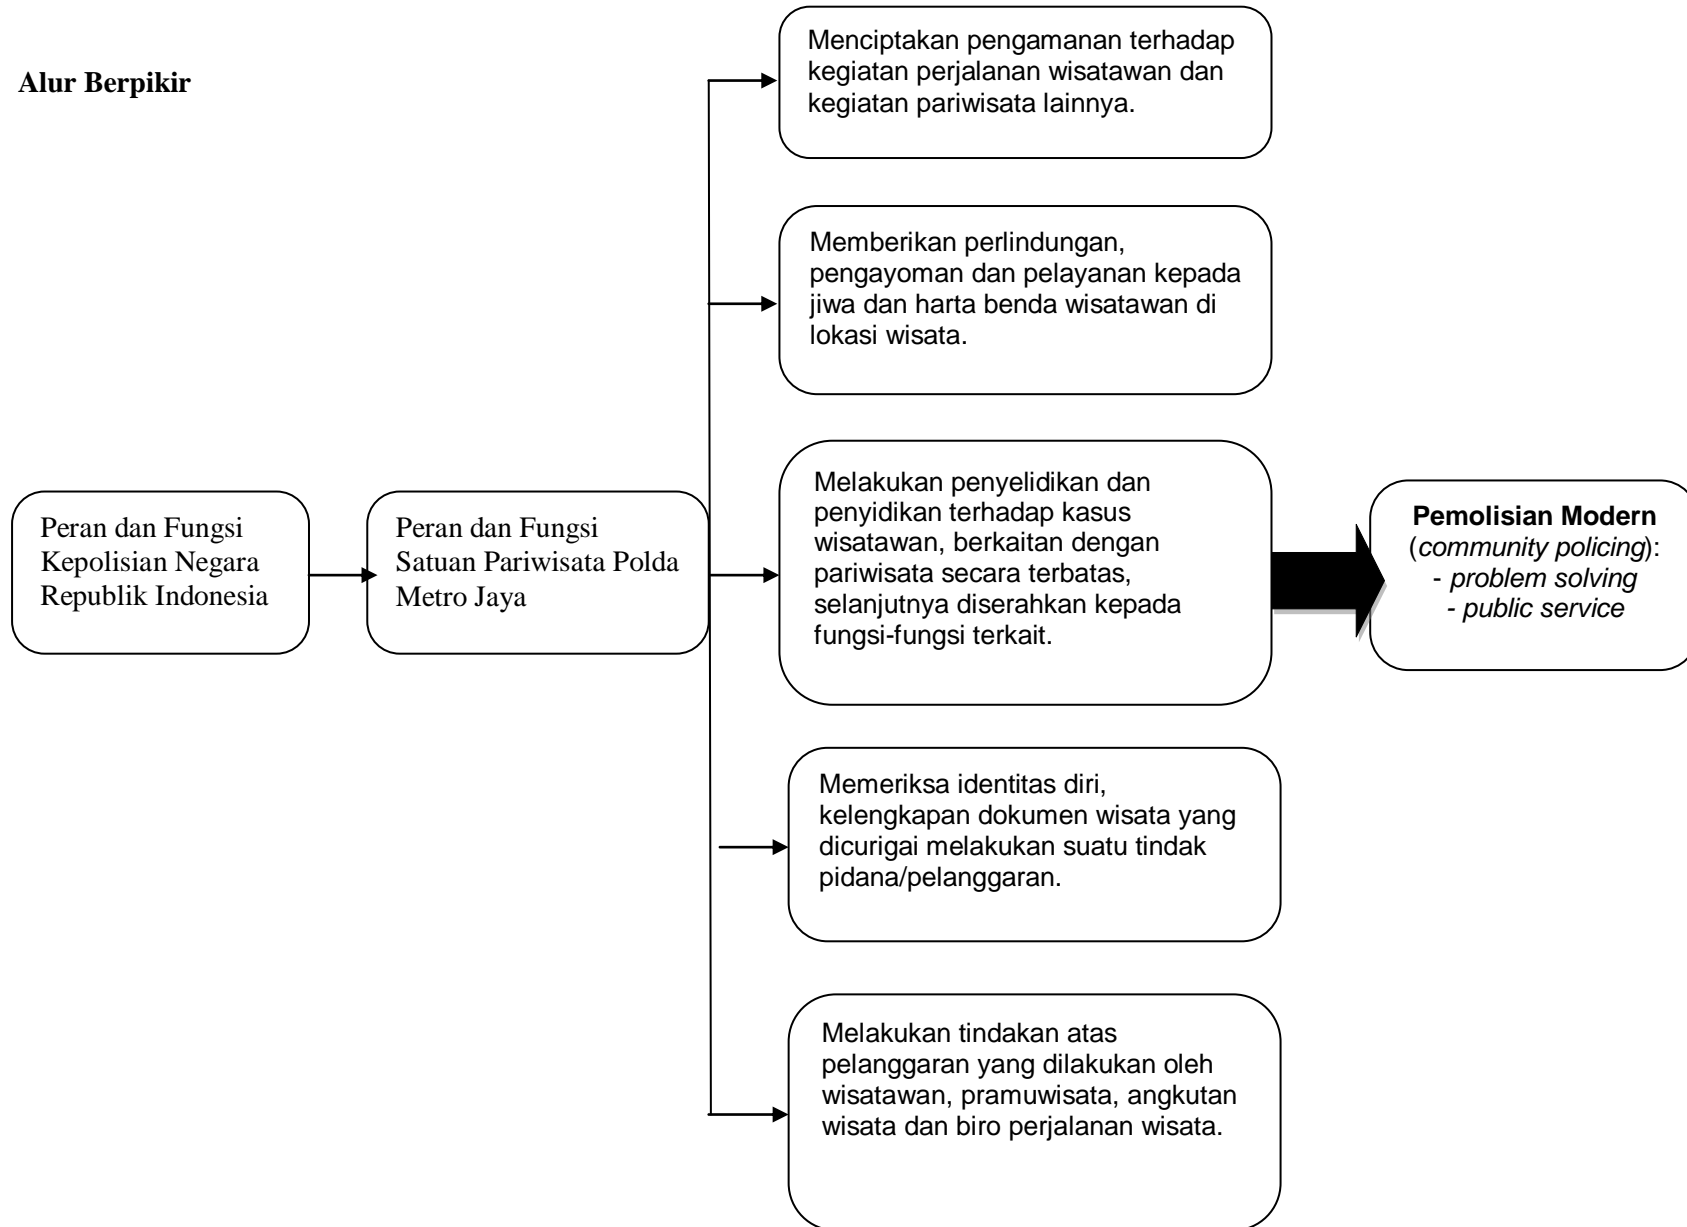 Alur Berpikir
Menciptakan pengamanan terhadap
kegiatan perjalanan wisatawan dan
kegiatan pariwisata lainnya.
Memberikan perlindungan,
pengayoman dan pelayanan kepada
jiwa dan harta benda wisatawan di
lokasi wisata.
Peran dan Fungsi
Kepolisian Negara
Republik Indonesia
Peran dan Fungsi
Satuan Pariwisata Polda
Metro Jaya
Melakukan penyelidikan dan
penyidikan terhadap kasus
wisatawan, berkaitan dengan
pariwisata secara terbatas,
selanjutnya diserahkan kepada
fungsi-fungsi terkait.
Pemolisian Modern
(community policing):
- problem solving
- public service
Memeriksa identitas diri,
kelengkapan dokumen wisata yang
dicurigai melakukan suatu tindak
pidana/pelanggaran.
Melakukan tindakan atas
pelanggaran yang dilakukan oleh
wisatawan, pramuwisata, angkutan
wisata dan biro perjalanan wisata.